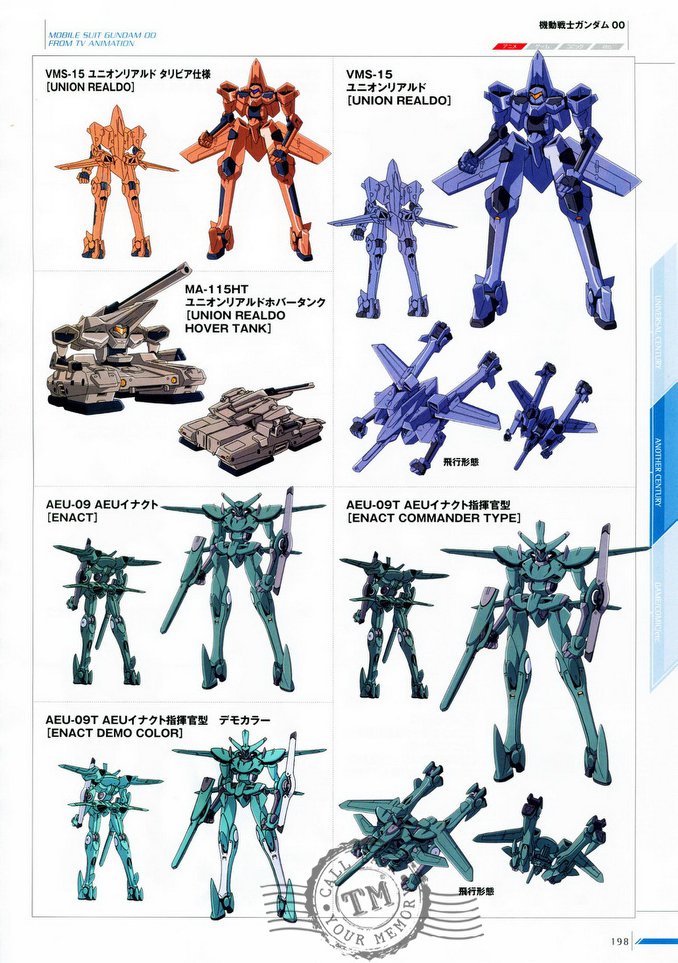 MOBILE SUIT GUNDAM 00
FROM TV ANIMATION
機動戦士ガンダム 00
アニメ
VMS-15 ユニオンリアルド タリビア仕様
[UNION REALDO]
VMS-15
ユニオンリアルド
[UNION REALDO]
MA-115HT
ユニオンリアルドホバータンク
[UNION REALDO
HOVER TANK]
飛行形態
AEU-09 AEUイナクト
[ENACT]
AEU-09T AEUイナクト指揮官型
[ENACT COMMANDER TYPE]
AEU-09T AEUイナクト指揮官型 デモカラー
[ENACT DEMO COLOR]
飛行形態
UNIVERSAL CENTURY
ANOTHER CENTURY
GAME/COMIC/etc
CALL
TM
YOUR MEMORY
198